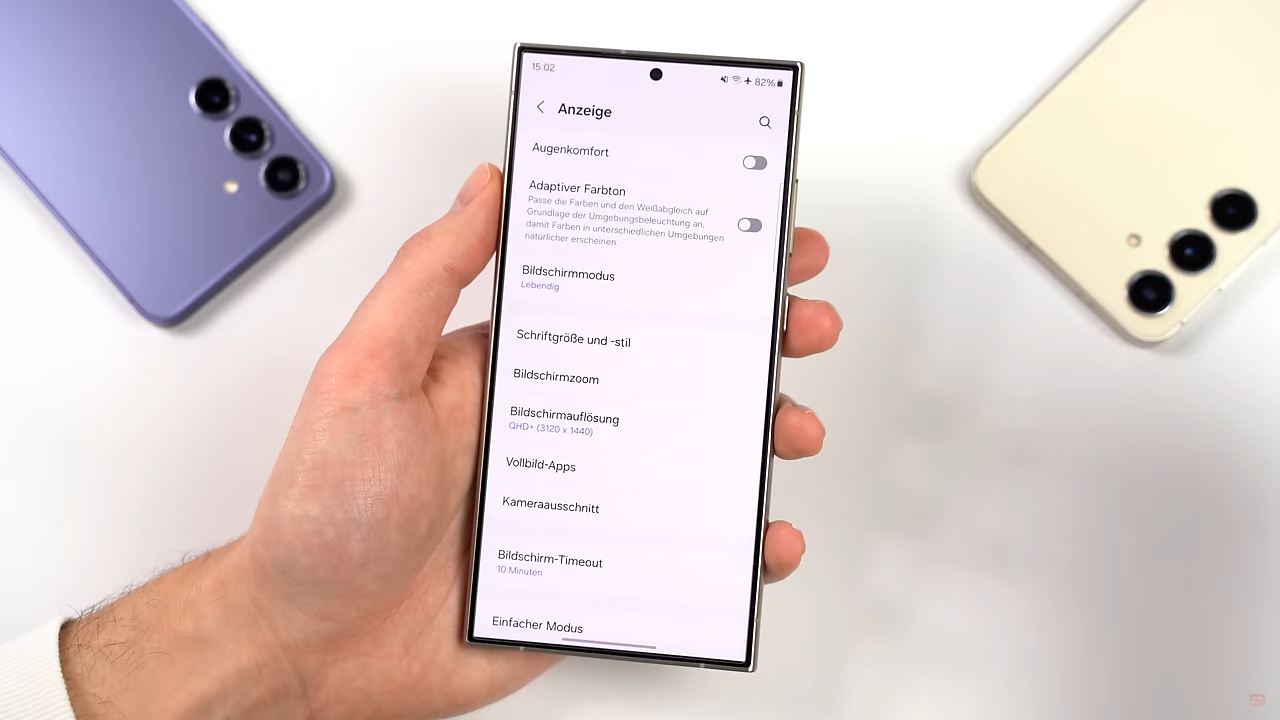 15:02
82%
Anzeige
Augenkomfort
Adaptiver Farbton
Passe die Farben und den Weißabgleich auf
Grundlage der Umgebungsbeleuchtung an,
damit Farben in unterschiedlichen Umgebungen
natürlicher erscheinen.
Bildschirmmodus
Lebendig
Schriftgröße und -stil
Bildschirmzoom
Bildschirmauflösung
QHD+ (3120 x 1440)
Vollbild-Apps
Kameraausschnitt
Bildschirm-Timeout
10 Minuten
Einfacher Modus